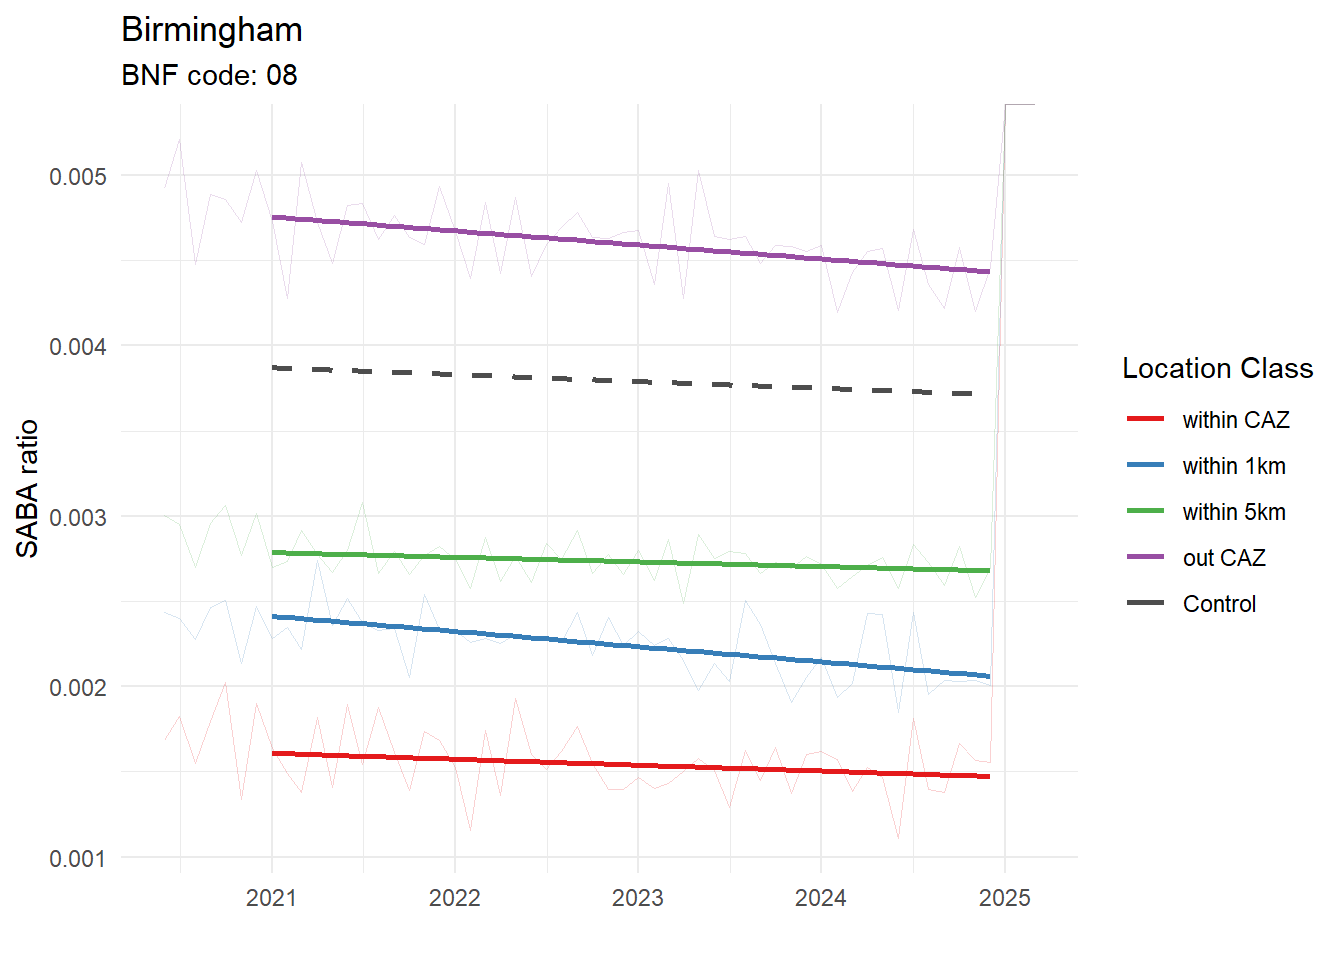 Birmingham
BNF code: 08
SABA ratio
0.005
0.004
0.003
0.002
0.001
2021
2022
2023
2024
2025
Location Class
within CAZ
within 1km
within 5km
out CAZ
Control